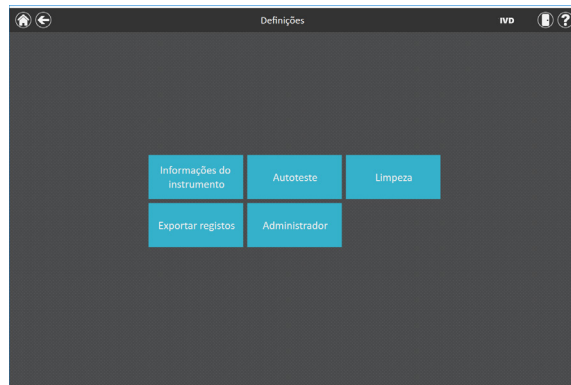 Definições
IVD
Informações do
instrumento
Autoteste
Limpeza
Exportar registos
Administrador